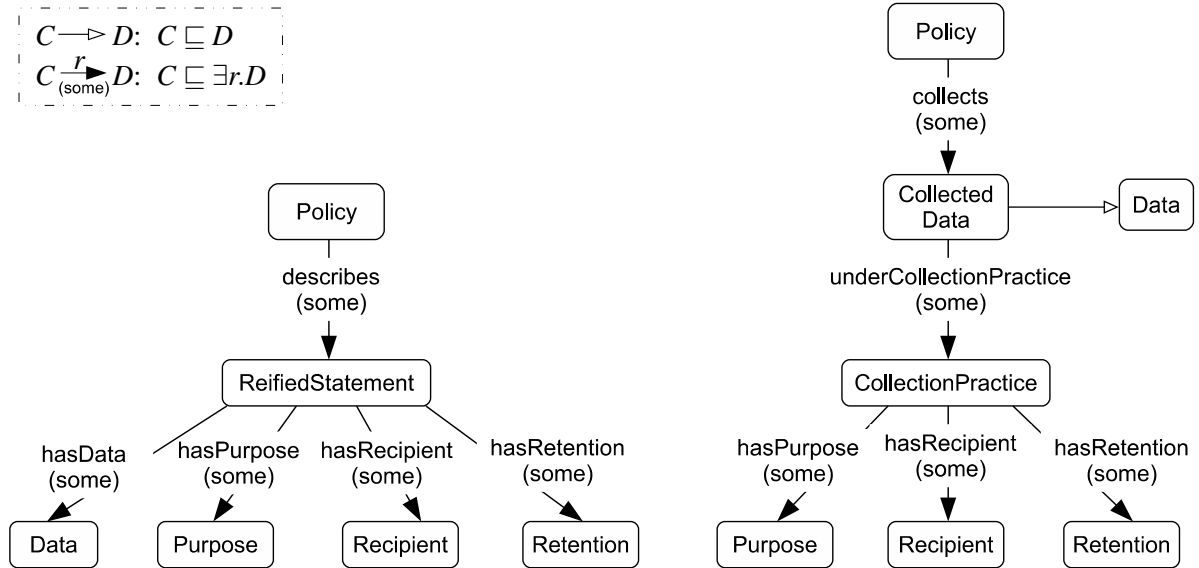 C → D: C ⊑ D
C r (some) D: C ⊑ ∃r.D
Policy
describes
(some)
ReifiedStatement
hasData
(some)
hasPurpose
(some)
hasRecipient
(some)
hasRetention
(some)
Data
Purpose
Recipient
Retention
Policy
collects
(some)
Collected
Data
Data
underCollectionPractice
(some)
CollectionPractice
hasPurpose
(some)
hasRecipient
(some)
hasRetention
(some)
Purpose
Recipient
Retention